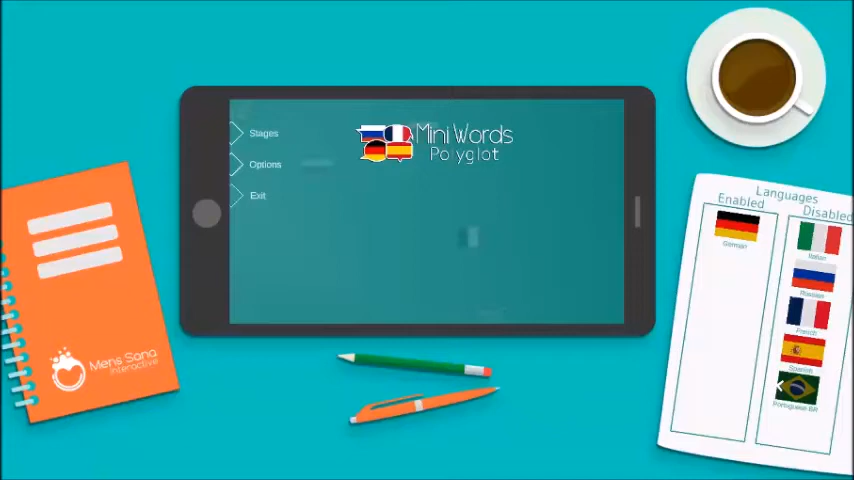 Stages
Options
Exit
Mini Words
Polyglot
Mens Sana
Interactive
Languages
Enabled
Disabled
German
Italian
Russian
French
Spanish
Portuguese BR